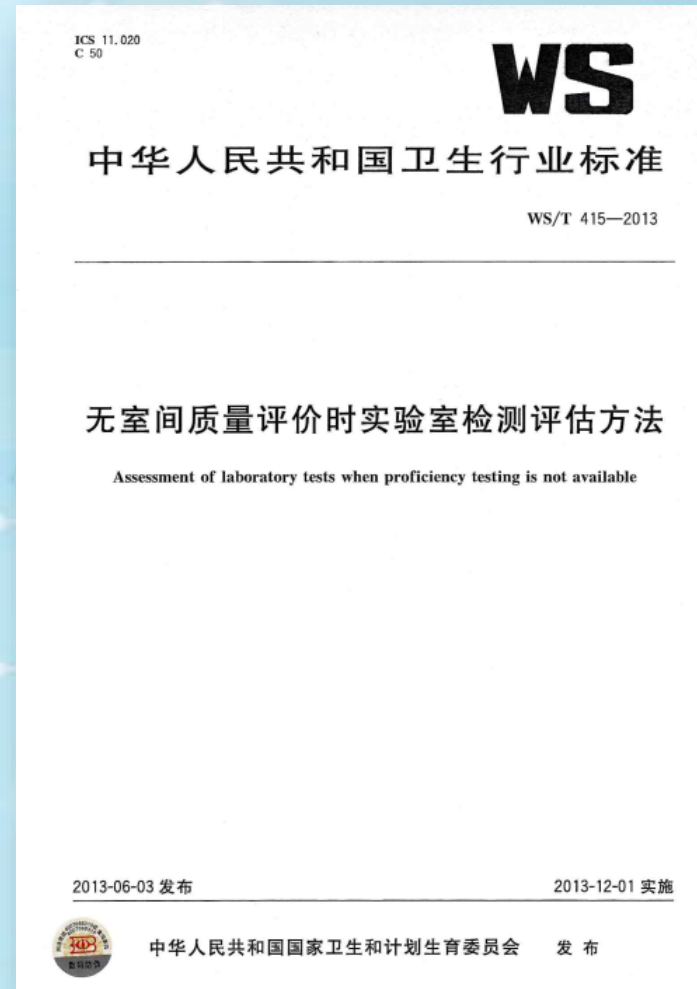 ICS 11.020
C 50
WS
中华人民共和国卫生行业标准
WS/T 415—2013
无室间质量评价时实验室检测评估方法
Assessment of laboratory tests when proficiency testing is not available
2013-06-03 发布
2013-12-01 实施
中华人民共和国国家卫生和计划生育委员会 发 布
数码防伪